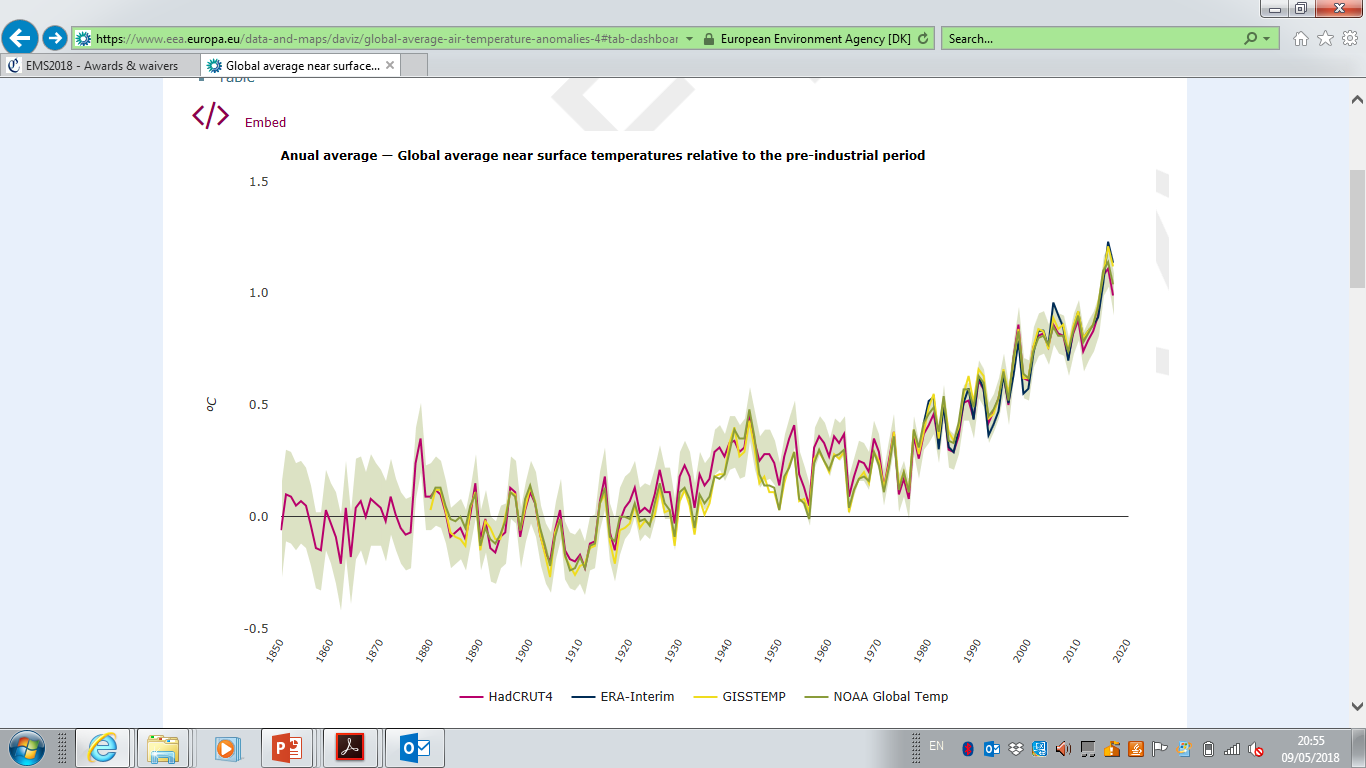 https://www.eea.europa.eu/data-and-maps/daviz/global-average-air-temperature-anomalies-4#tab-dashboar
European Environment Agency [DK]
Search...
EMS2018 - Awards & waivers
Global average near surface...
Table
</> Embed
Anual average — Global average near surface temperatures relative to the pre-industrial period
1.5
1.0
0.5
0.0
-0.5
ºC
1850 1860 1870 1880 1890 1900 1910 1920 1930 1940 1950 1960 1970 1980 1990 2000 2010 2020
HadCRUT4 ERA-Interim GISSTEMP NOAA Global Temp
EN
20:55
09/05/2018